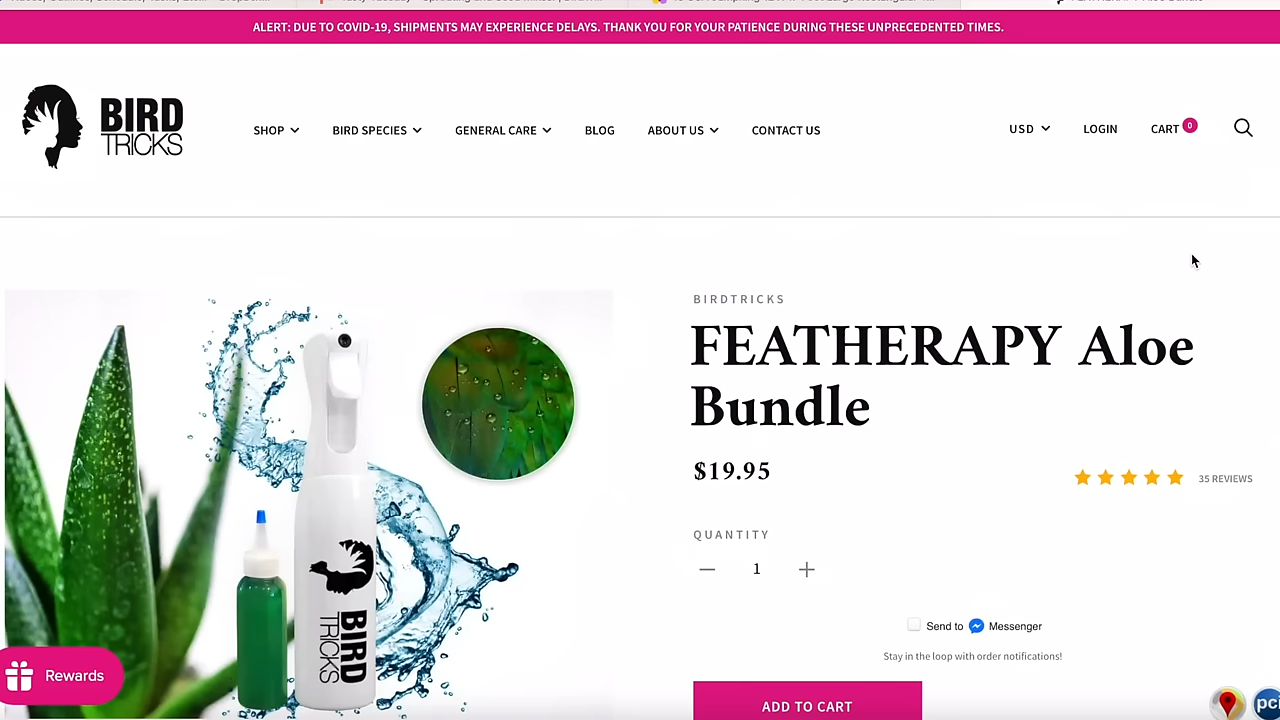 ALERT: DUE TO COVID-19, SHIPMENTS MAY EXPERIENCE DELAYS. THANK YOU FOR YOUR PATIENCE DURING THESE UNPRECEDENTED TIMES.
BIRD
TRICKS
SHOP
BIRD SPECIES
GENERAL CARE
BLOG
ABOUT US
CONTACT US
USD
LOGIN
CART 0
BIRDTRICKS
FEATHERAPY Aloe
Bundle
$19.95
35 REVIEWS
QUANTITY
1
Send to Messenger
Stay in the loop with order notifications!
ADD TO CART
BIRD
TRICKS
Rewards
pci